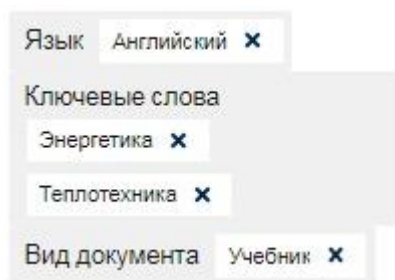 Язык Английский ×
Ключевые слова
Энергетика ×
Теплотехника ×
Вид документа Учебник ×